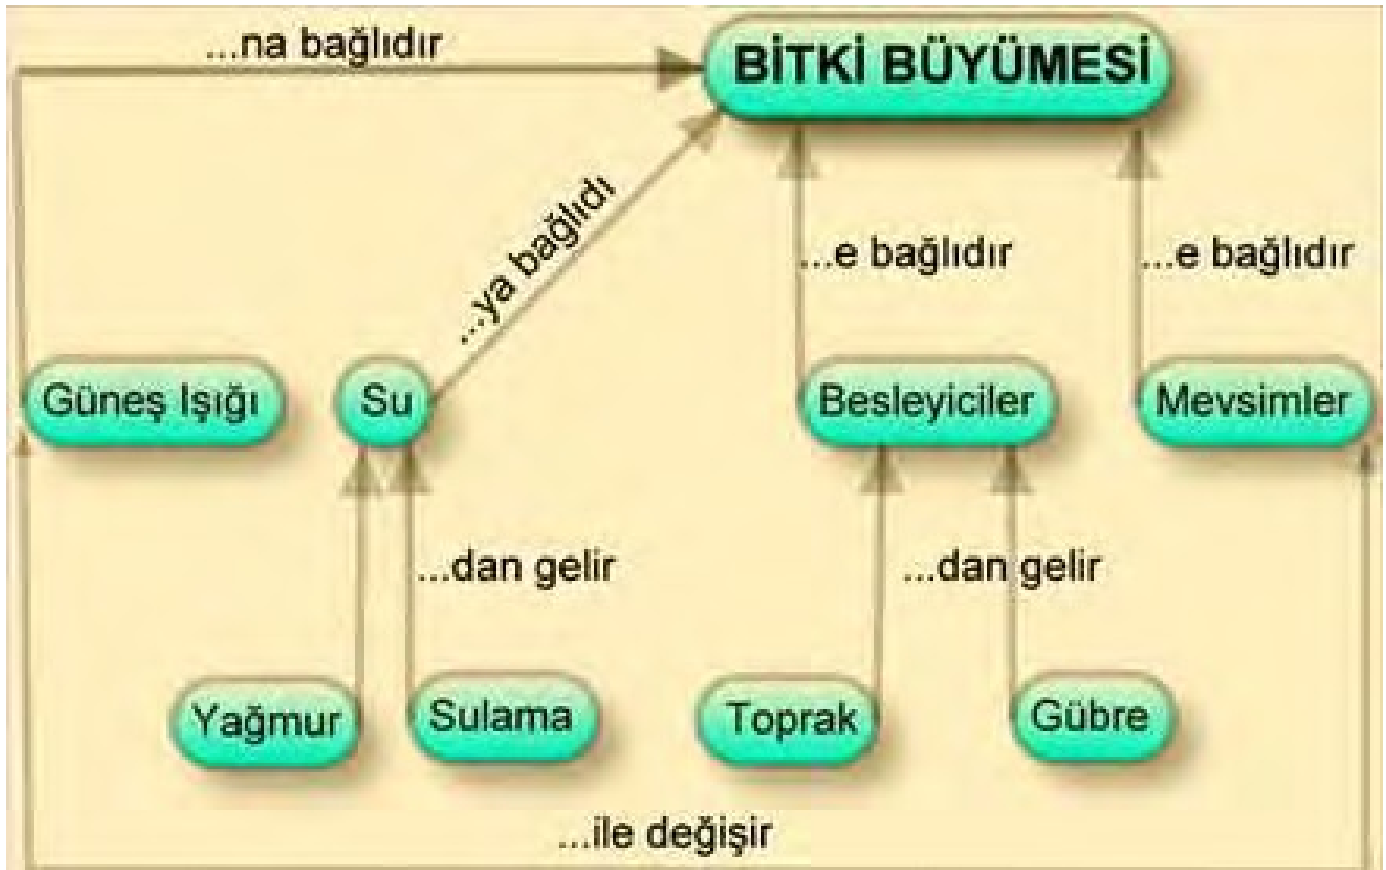 ...na bağlıdır
BİTKİ BÜYÜMESİ
...ya bağlıdı
...e bağlıdır
...e bağlıdır
Güneş Işığı
Su
Besleyiciler
Mevsimler
...dan gelir
...dan gelir
Yağmur
Sulama
Toprak
Gübre
...ile değişir